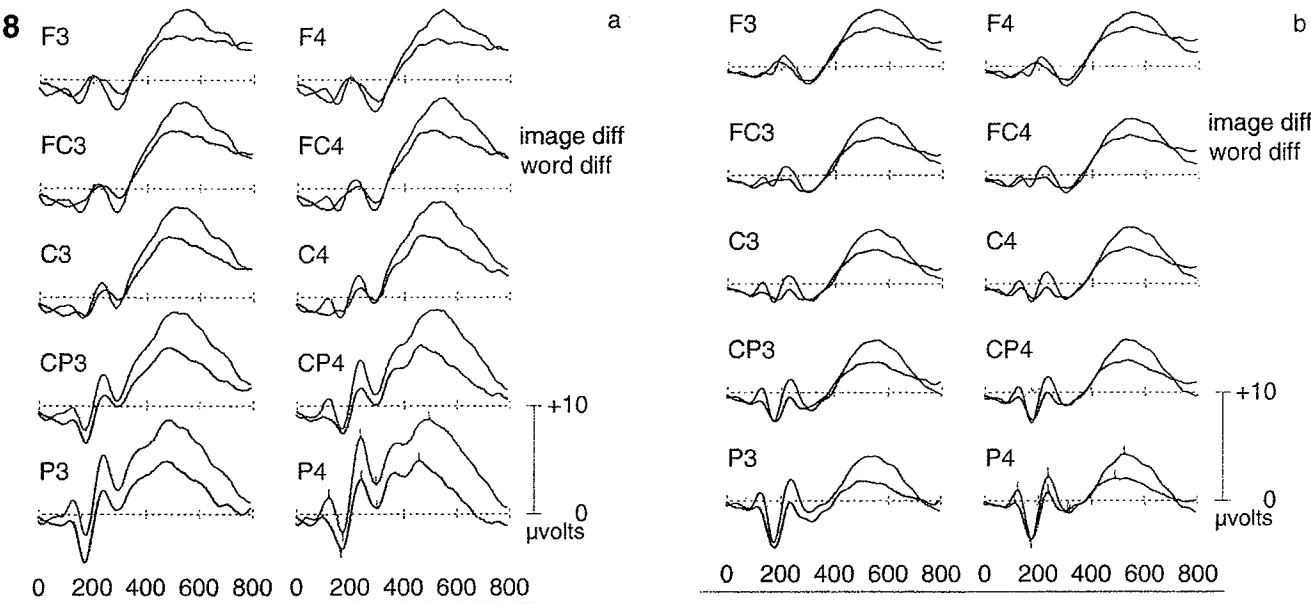 8
a
F3 F4
FC3 FC4
image diff
word diff
C3 C4
CP3 CP4
+10
P3 P4
0
µvolts
0 200 400 600 800 0 200 400 600 800
b
F3 F4
FC3 FC4
image diff
word diff
C3 C4
CP3 CP4
+10
P3 P4
0
µvolts
0 200 400 600 800 0 200 400 600 800